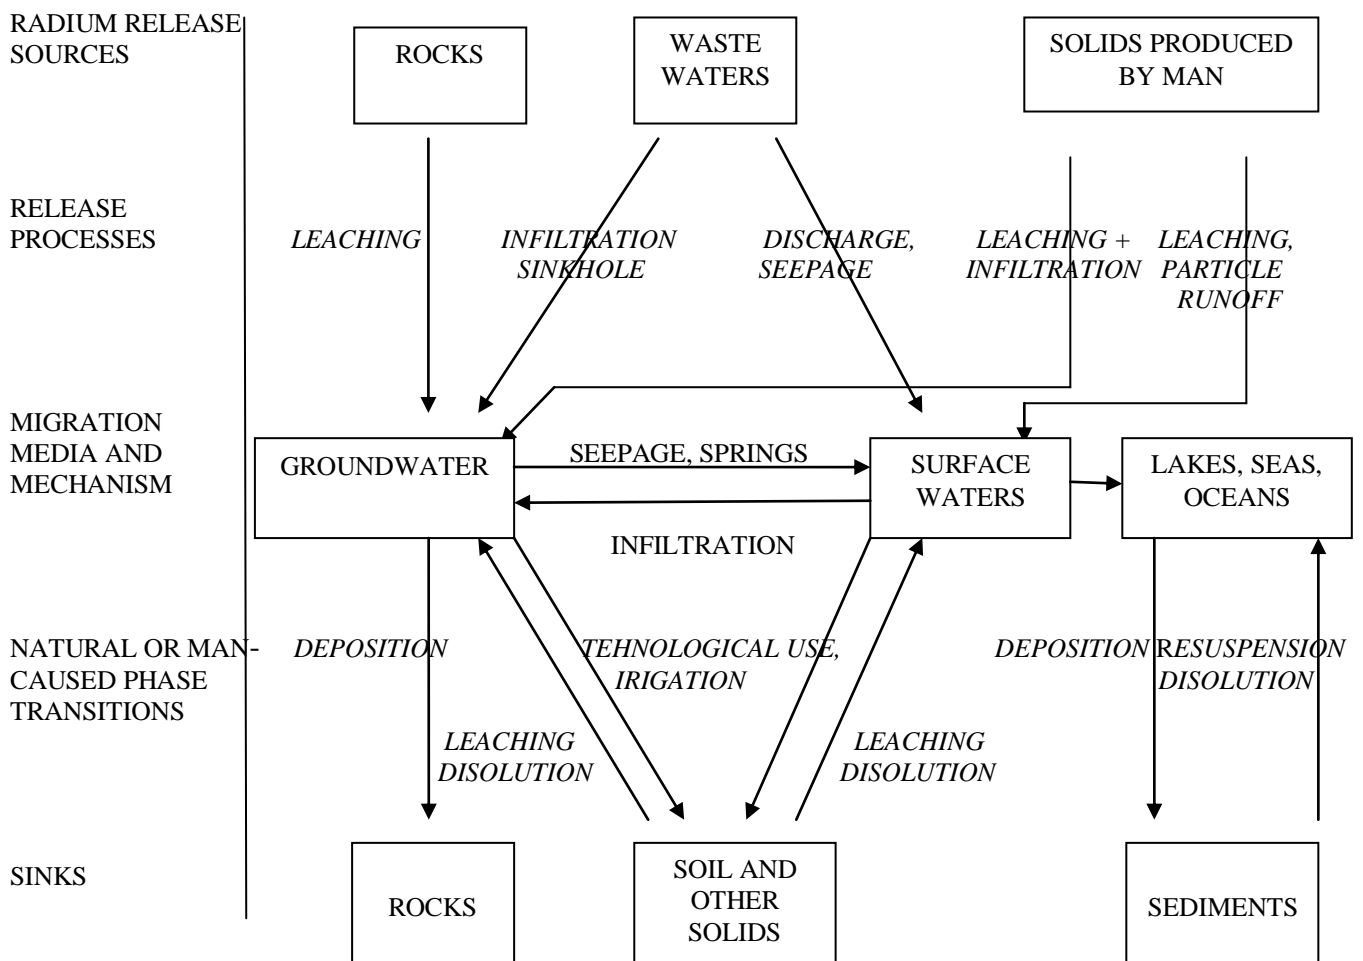 RADIUM RELEASE
SOURCES
ROCKS
WASTE
WATERS
SOLIDS PRODUCED
BY MAN
RELEASE
PROCESSES
LEACHING
INFILTRATION
SINKHOLE
DISCHARGE,
SEEPAGE
LEACHING +
INFILTRATION
LEACHING,
PARTICLE
RUNOFF
MIGRATION
MEDIA AND
MECHANISM
GROUNDWATER
SEEPAGE, SPRINGS
INFILTRATION
SURFACE
WATERS
LAKES, SEAS,
OCEANS
NATURAL OR MAN-
CAUSED PHASE
TRANSITIONS
DEPOSITION
TEHNOLOGICAL USE,
IRIGATION
DEPOSITION
RESUSPENSION
DISOLUTION
LEACHING
DISOLUTION
LEACHING
DISOLUTION
SINKS
ROCKS
SOIL AND
OTHER
SOLIDS
SEDIMENTS